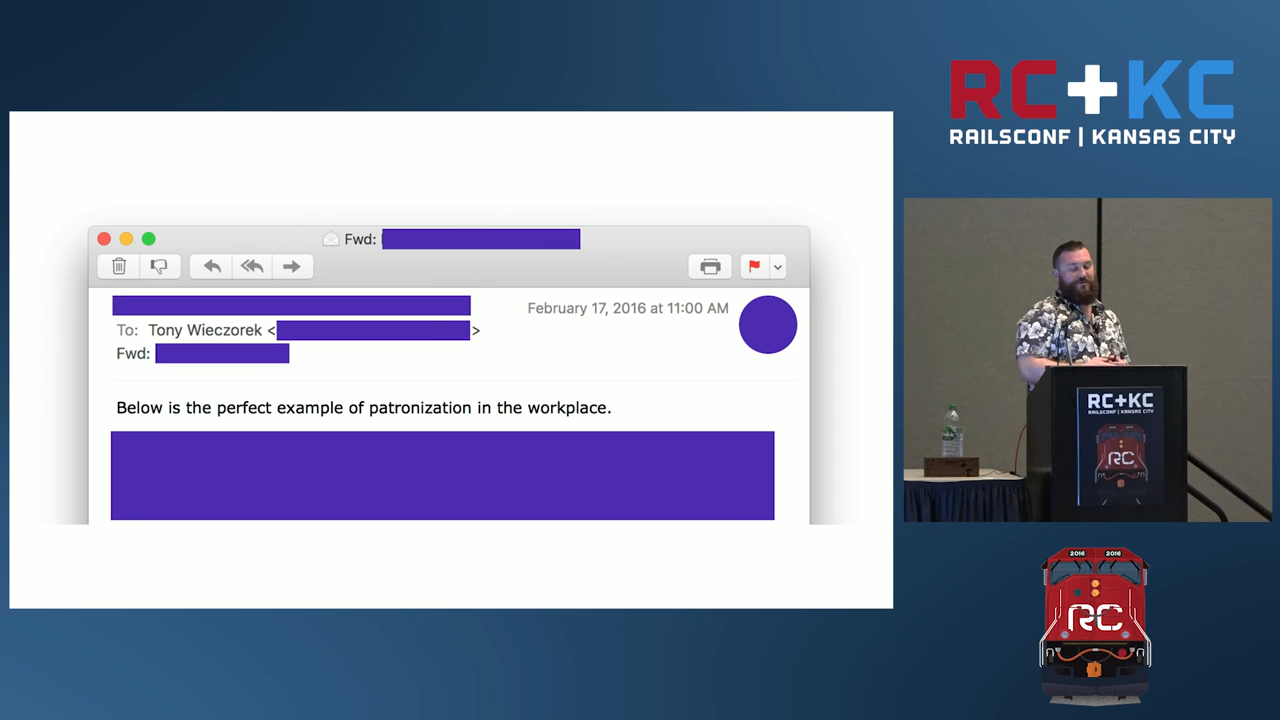 RC+KC
RAILSCONF | KANSAS CITY
Fwd:
February 17, 2016 at 11:00 AM
To: Tony Wieczorek < >
Fwd:
Below is the perfect example of patronization in the workplace.
RC+KC
RAILSCONF | KANSAS CITY
RC
2016 2016
RC